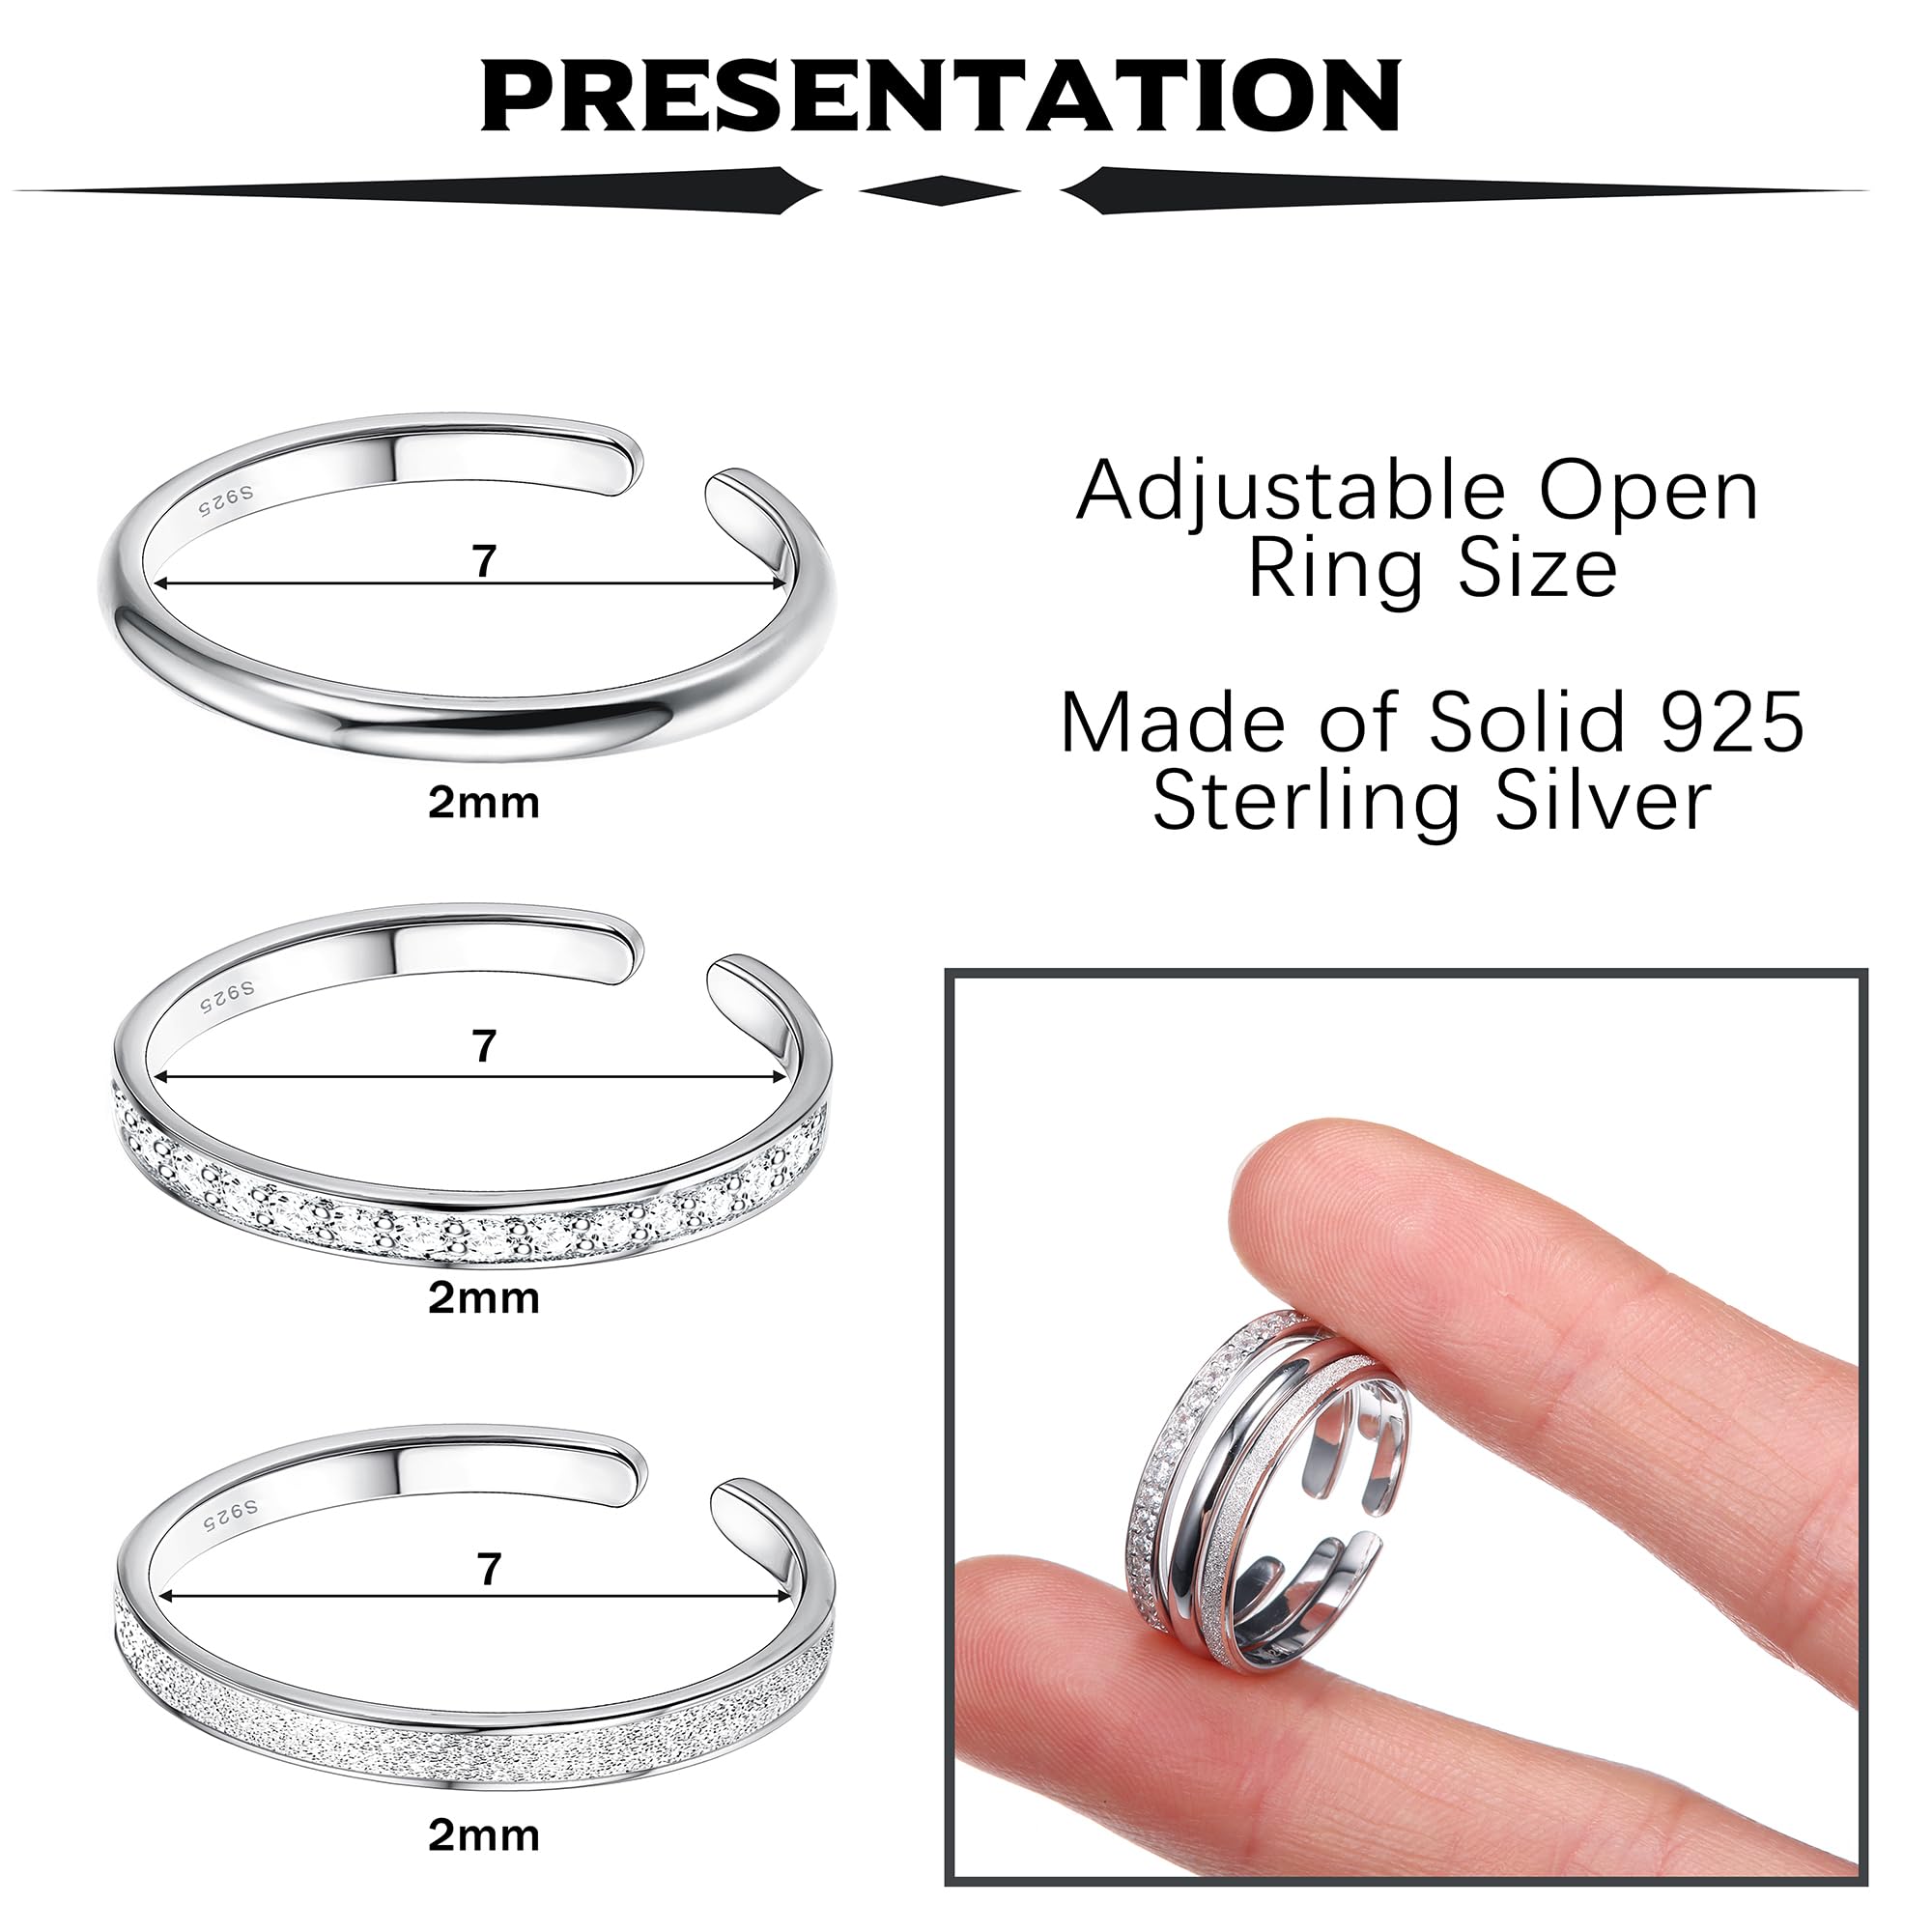 PRESENTATION
S925
7
2mm
Adjustable Open
Ring Size
Made of Solid 925
Sterling Silver
S925
7
2mm
S925
7
2mm